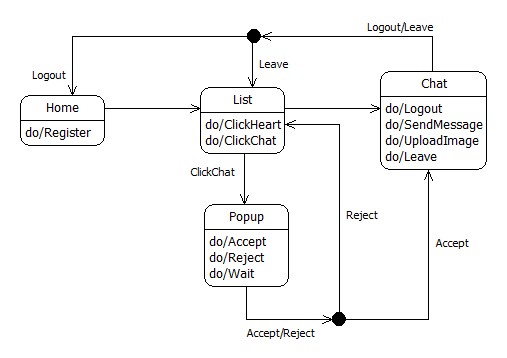 Logout/Leave
Logout
Leave
Home
do/Register
List
do/ClickHeart
do/ClickChat
Chat
do/Logout
do/SendMessage
do/UploadImage
do/Leave
ClickChat
Popup
do/Accept
do/Reject
do/Wait
Reject
Accept
Accept/Reject